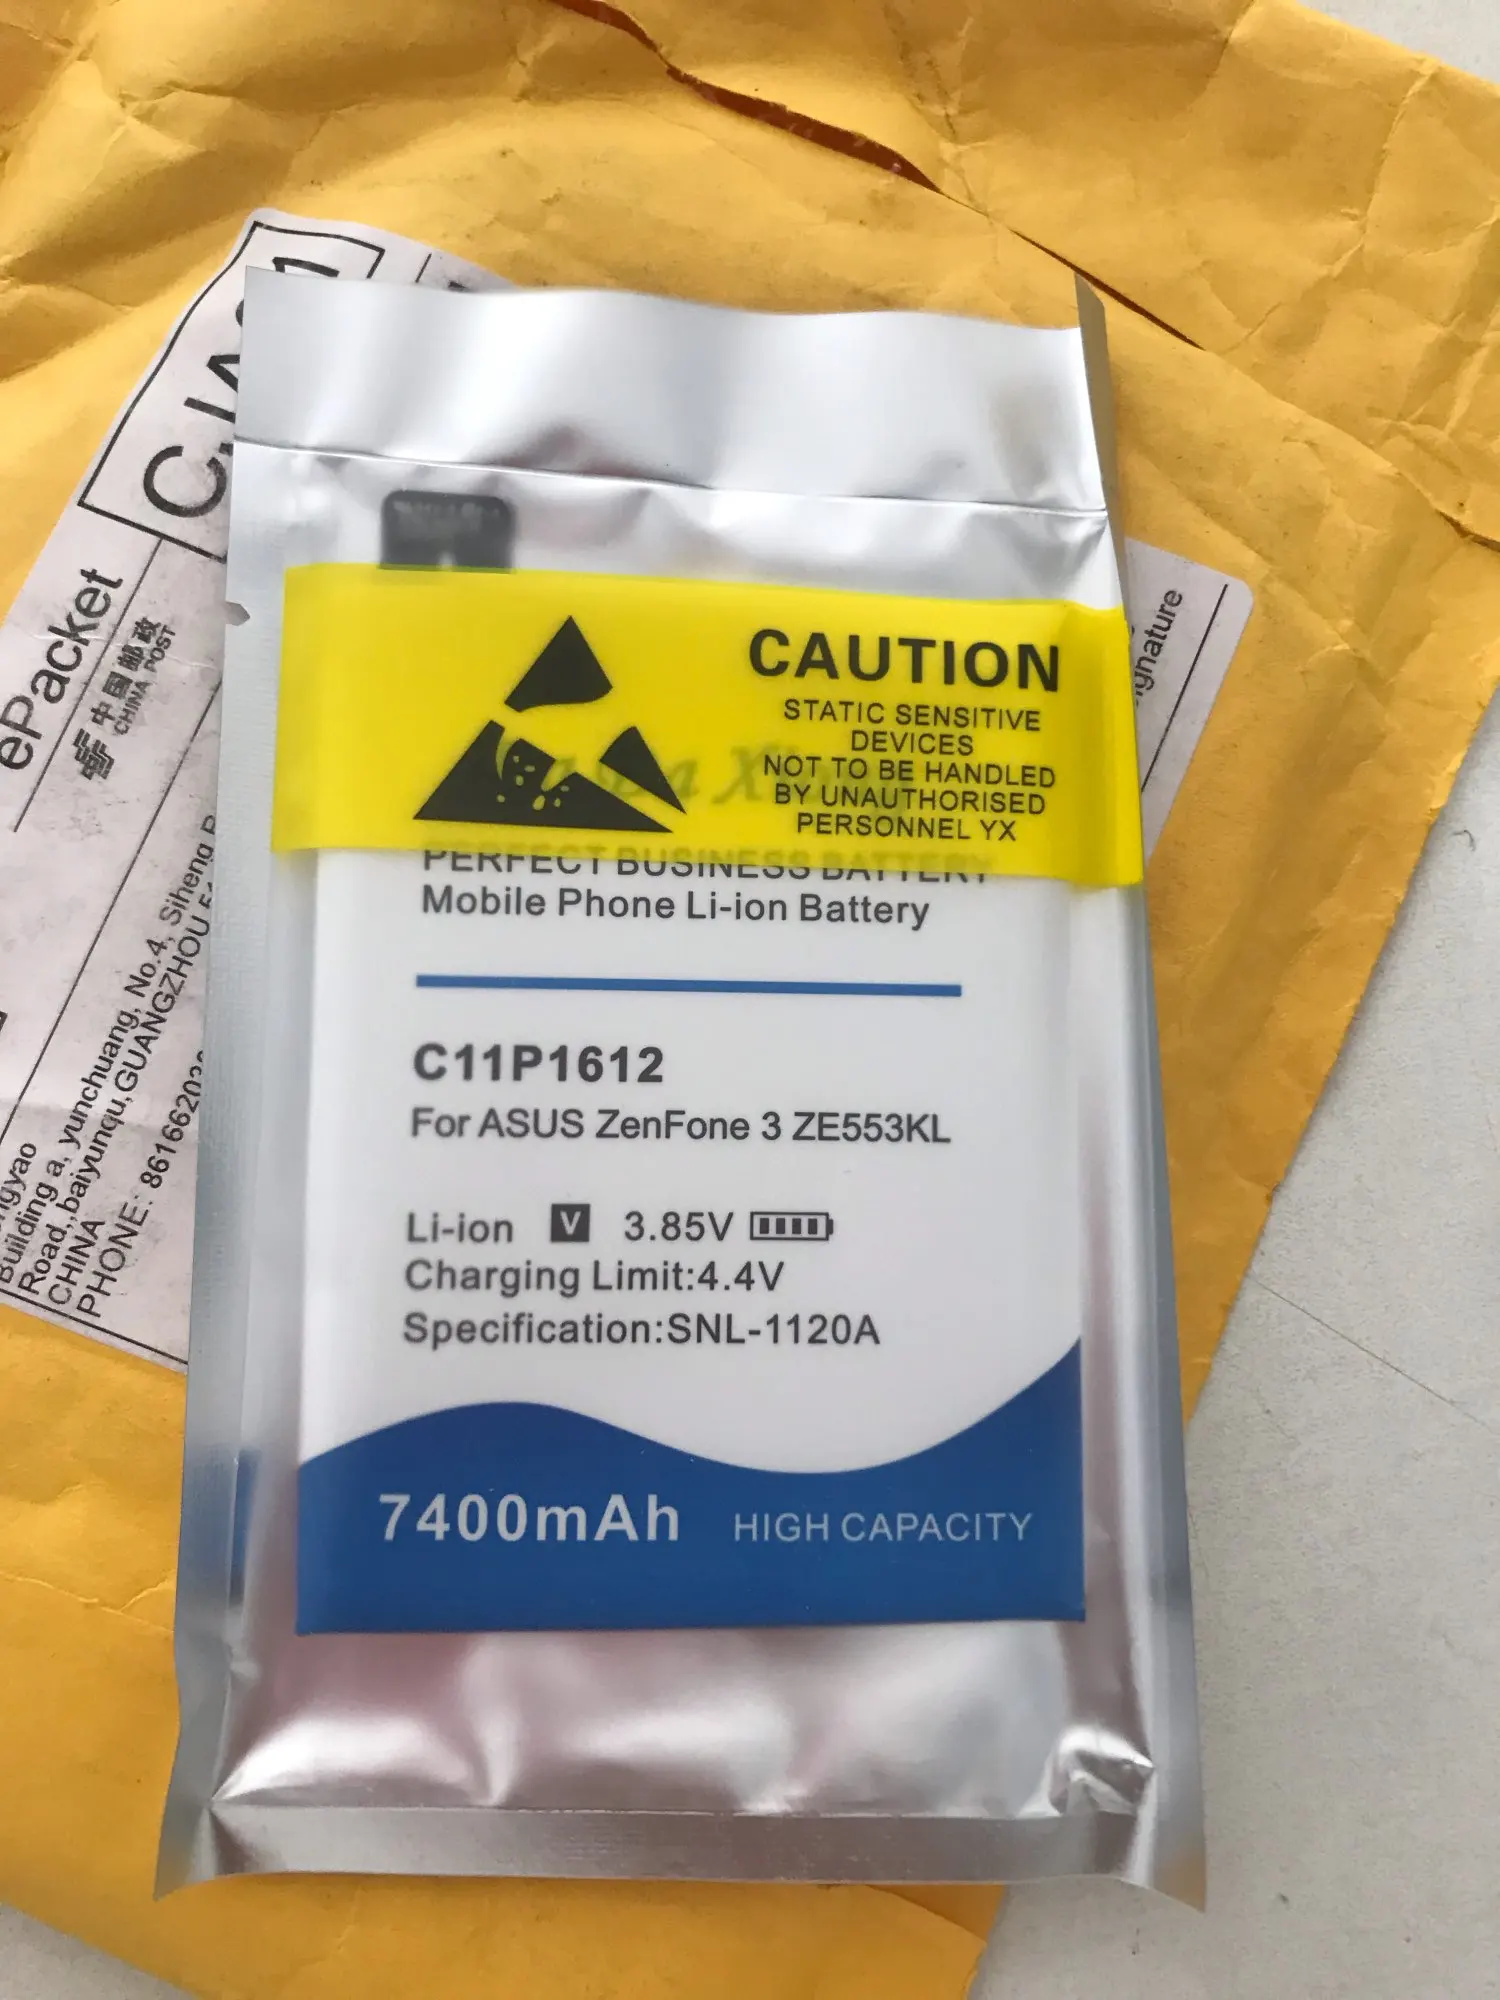 CAUTION
STATIC SENSITIVE
DEVICES
NOT TO BE HANDLED
BY UNAUTHORISED
PERSONNEL YX
PERFECT BUSINESS BATTERY
Mobile Phone Li-ion Battery
C11P1612
For ASUS ZenFone 3 ZE553KL
Li-ion V 3.85V
Charging Limit:4.4V
Specification:SNL-1120A
7400mAh HIGH CAPACITY
ePacket
中国邮政
CHINA POST
Building a, yunchuang, No.4, Siheng
Road,,baiyunqu,GUANGZHOU
CHINA
PHONE: 86166203